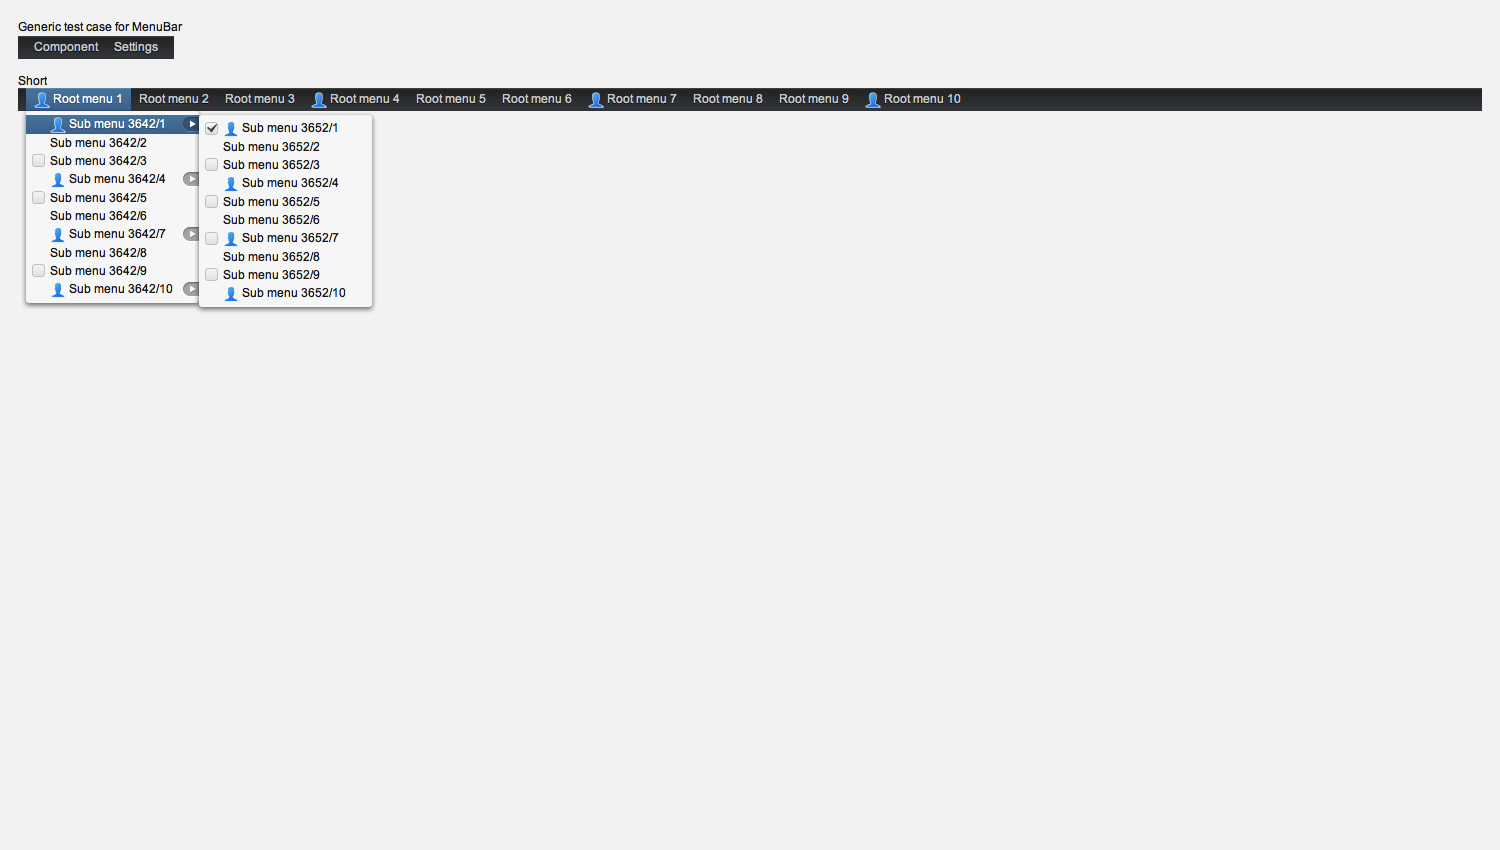 Generic test case for MenuBar
Component Settings
Short
Root menu 1 Root menu 2 Root menu 3 Root menu 4 Root menu 5 Root menu 6 Root menu 7 Root menu 8 Root menu 9 Root menu 10
Sub menu 3642/1
Sub menu 3642/2
Sub menu 3642/3
Sub menu 3642/4
Sub menu 3642/5
Sub menu 3642/6
Sub menu 3642/7
Sub menu 3642/8
Sub menu 3642/9
Sub menu 3642/10
Sub menu 3652/1
Sub menu 3652/2
Sub menu 3652/3
Sub menu 3652/4
Sub menu 3652/5
Sub menu 3652/6
Sub menu 3652/7
Sub menu 3652/8
Sub menu 3652/9
Sub menu 3652/10